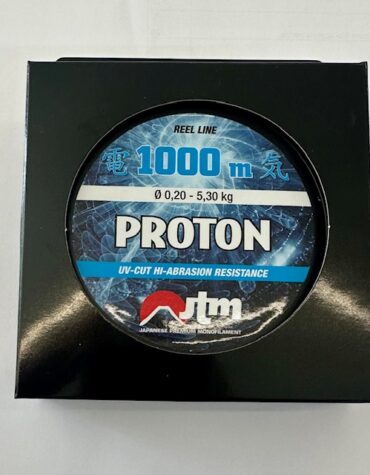 REEL LINE
電 1000 m 気
Ø 0,20 - 5,30 kg
PROTON
UV-CUT HI-ABRASION RESISTANCE
jtm
JAPANESE PREMIUM MONOFILAMENT